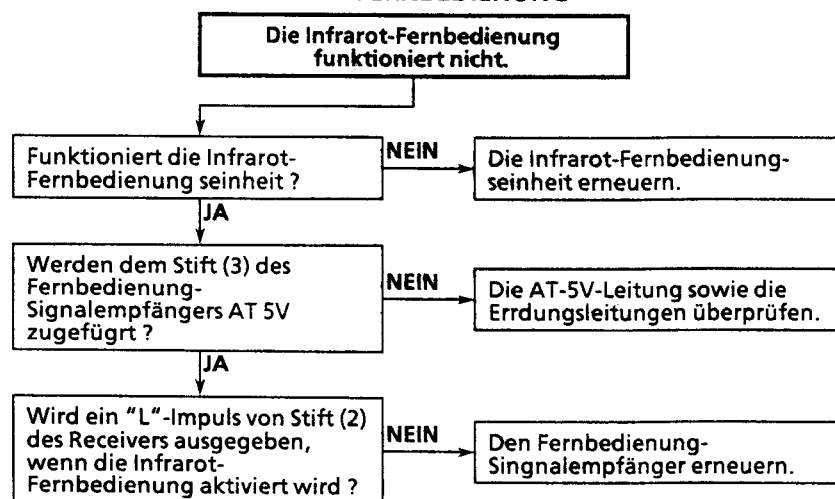 Die Infrarot-Fernbedienung
funktioniert nicht.
Funktioniert die Infrarot-
Fernbedienung seinheit ?
NEIN
Die Infrarot-Fernbedienung-
seinheit erneuern.
JA
Werden dem Stift (3) des
Fernbedienung-
Signalempfängers AT 5V
zugefügrt ?
NEIN
Die AT-5V-Leitung sowie die
Errdungsleitungen überprüfen.
JA
Wird ein "L"-Impuls von Stift (2)
des Receivers ausgegeben,
wenn die Infrarot-
Fernbedienung aktiviert wird ?
NEIN
Den Fernbedienung-
Singnalempfänger erneuern.